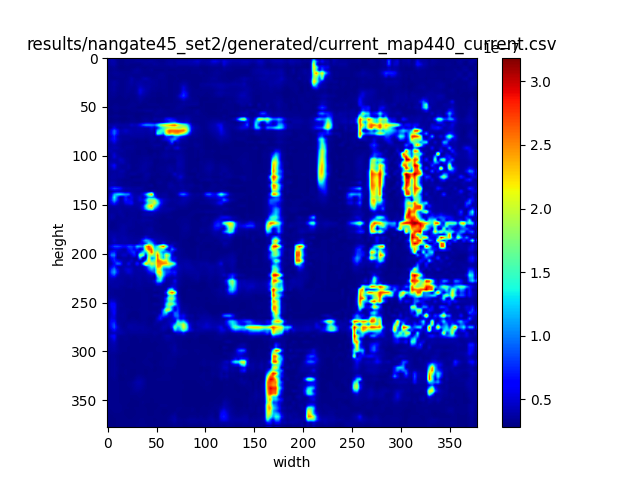 results/nangate45_set2/generated/current_map440_current.csv
1e−7
0
50
100
150
200
250
300
350
height
0 50 100 150 200 250 300 350
width
3.0
2.5
2.0
1.5
1.0
0.5